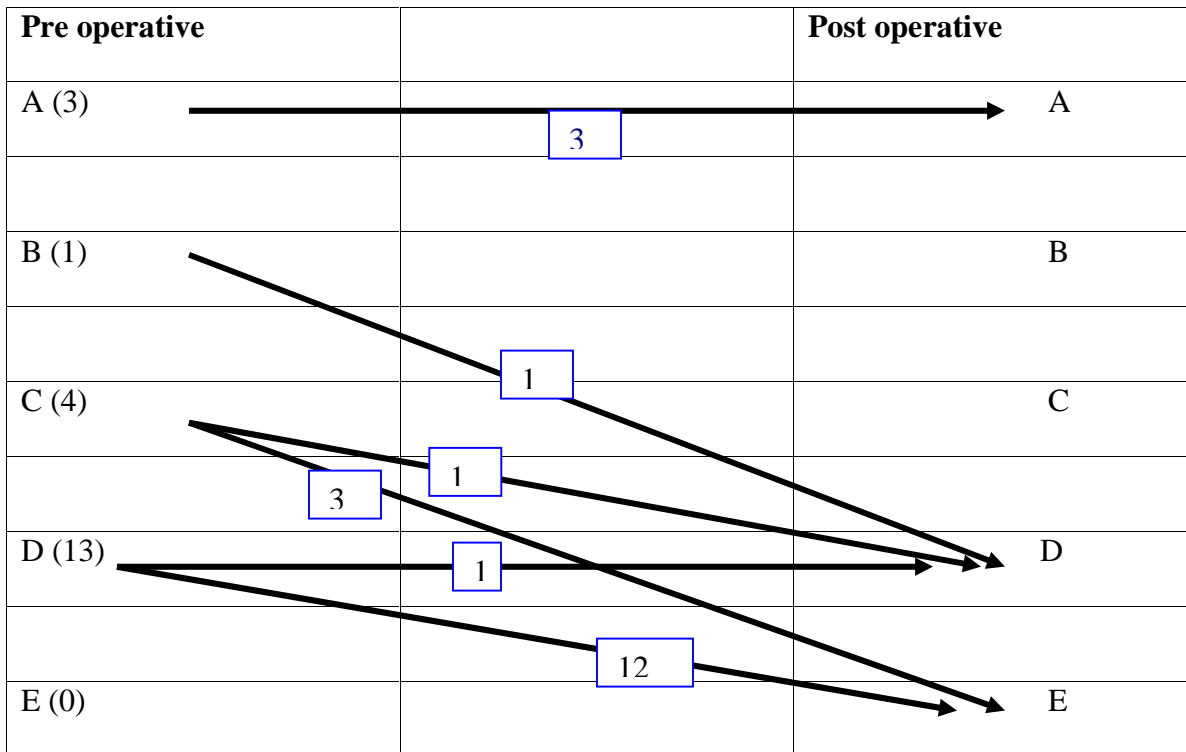 Pre operative Post operative
A (3) A
3
B (1) B
1
C (4) C
1
3
D (13) D
1
12
E (0) E